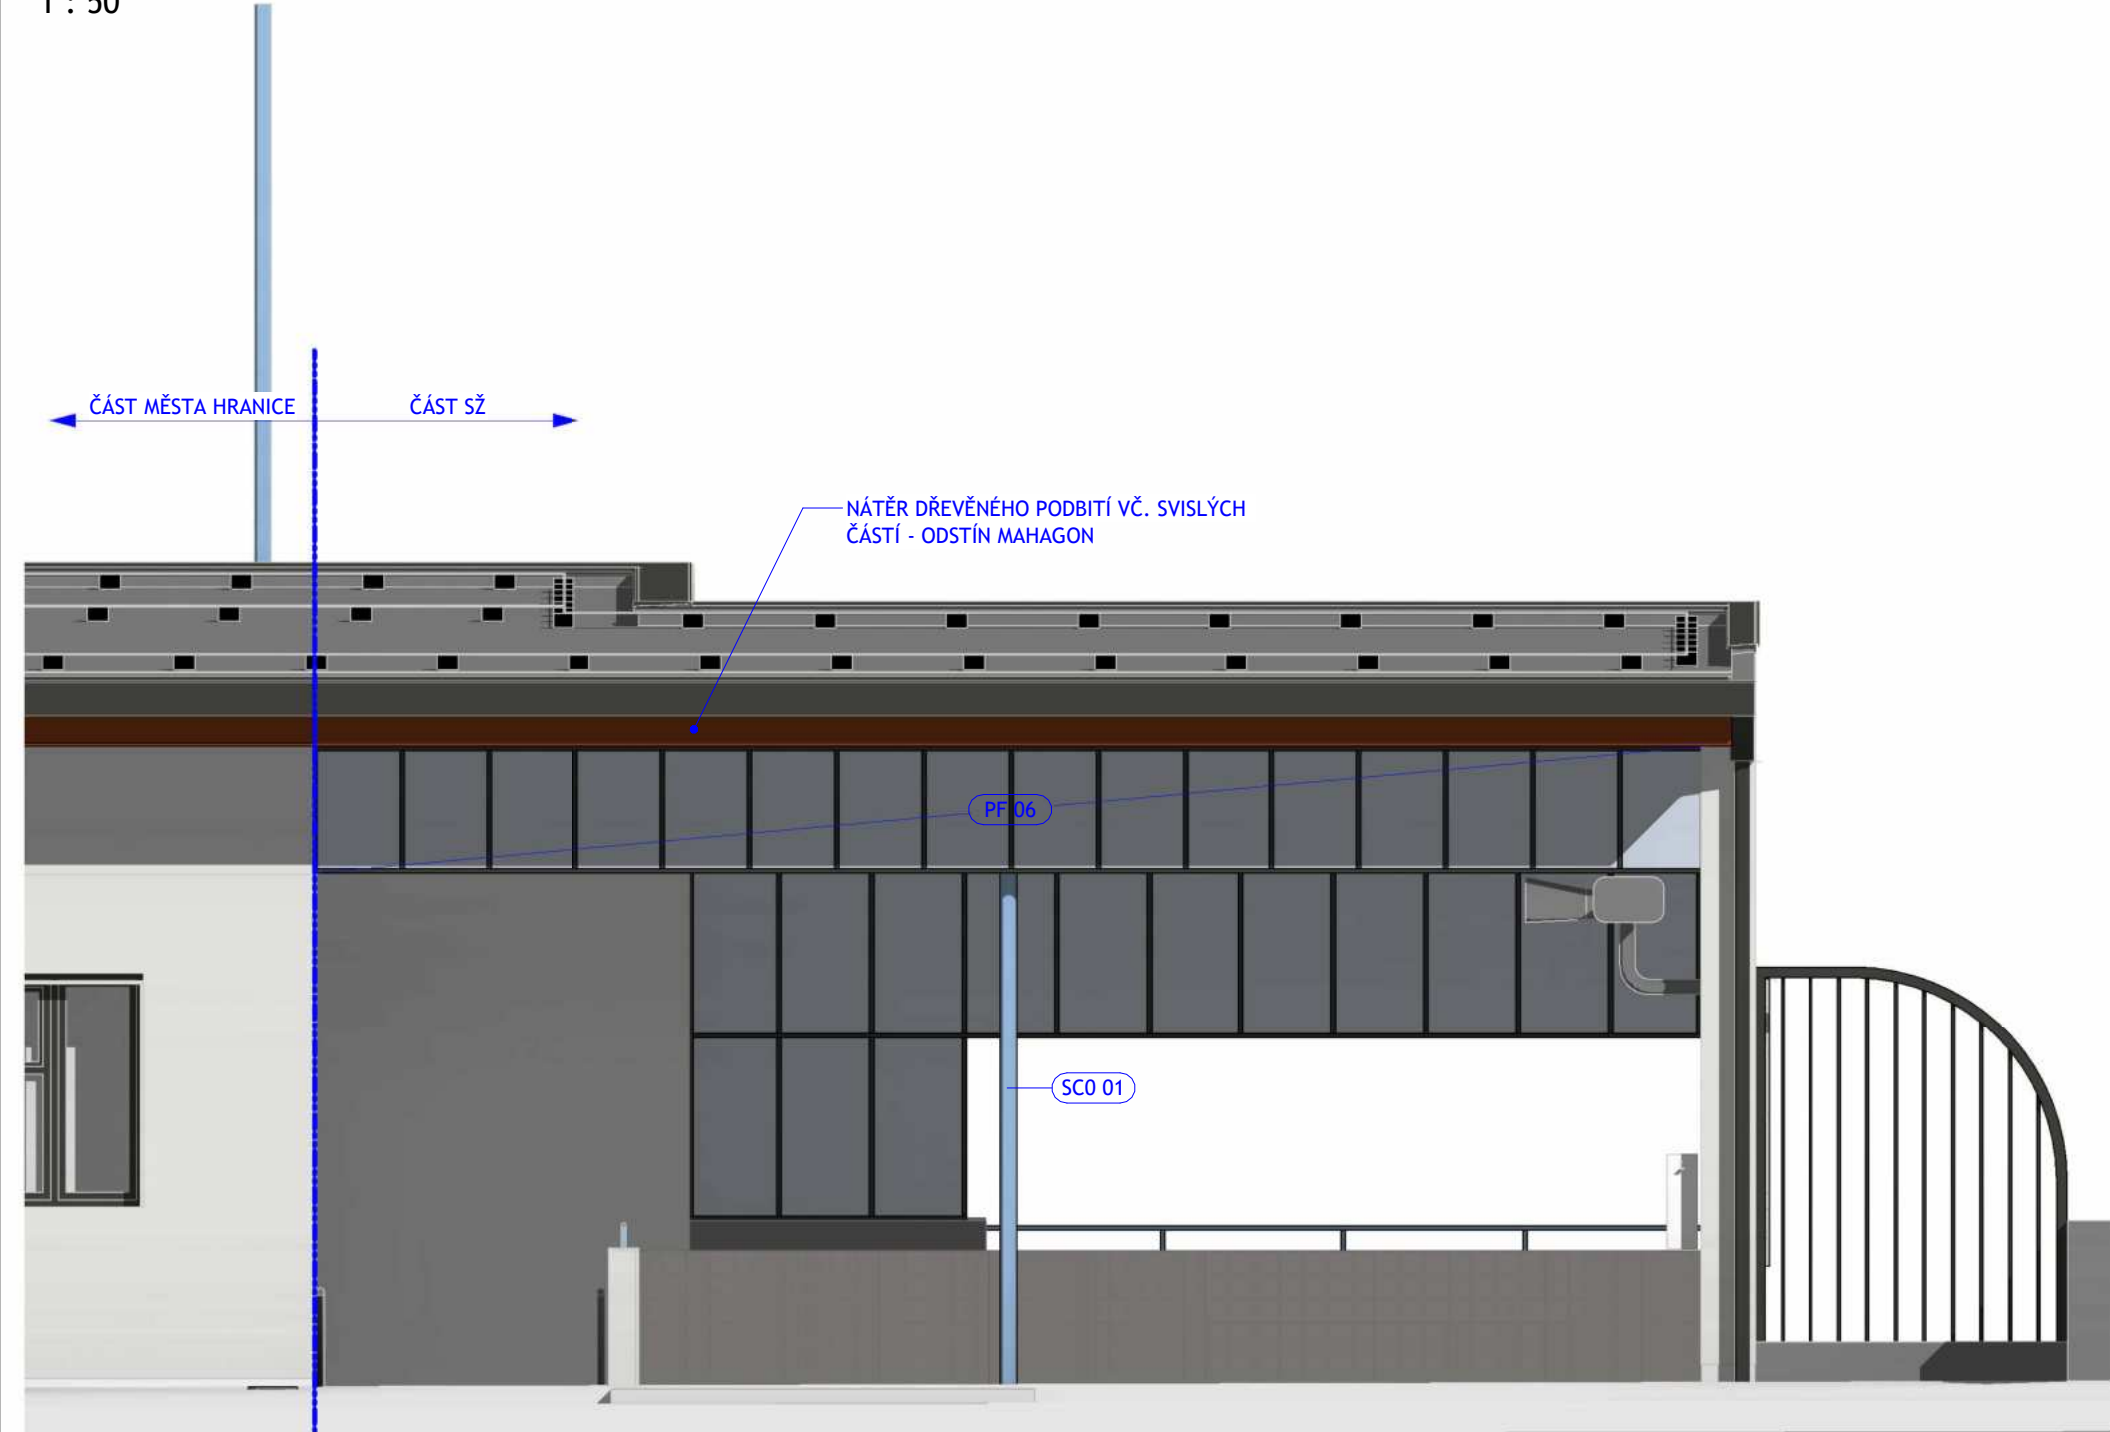 1 : 50
ČÁST MĚSTA HRANICE
ČÁST SŽ
NÁTĚR DŘEVĚNÉHO PODBITÍ VČ. SVISLÝCH
ČÁSTÍ - ODSTÍN MAHAGON
PF 06
SC0 01